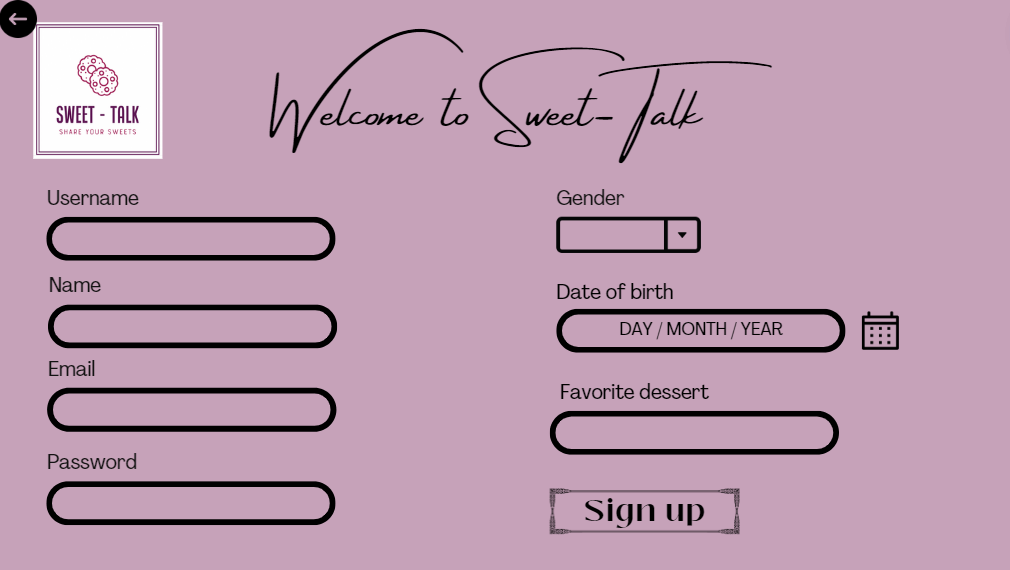 SWEET - TALK
SHARE YOUR SWEETS
Welcome to Sweet-Talk
Username
Name
Email
Password
Gender
Date of birth
DAY / MONTH / YEAR
Favorite dessert
Sign up